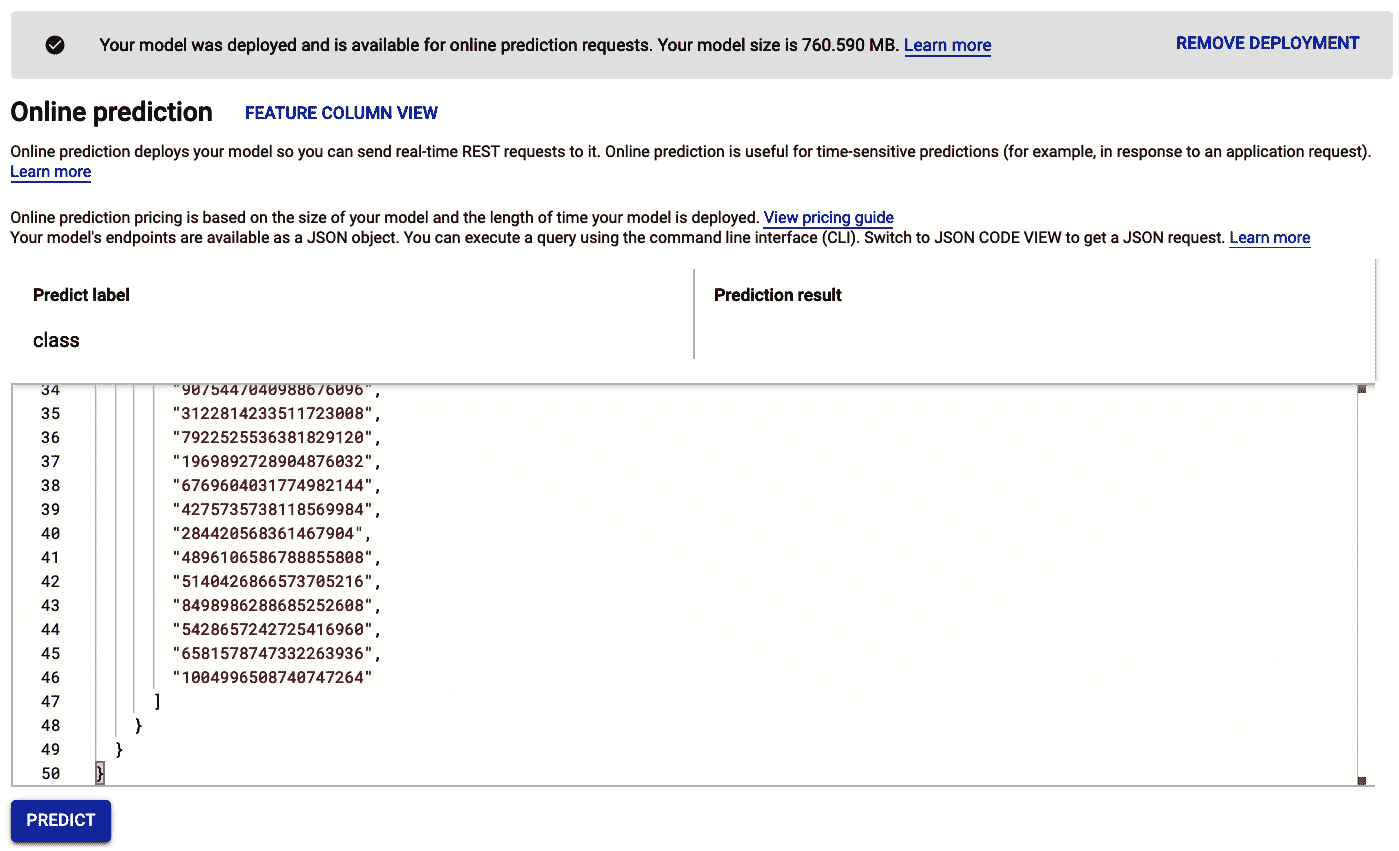 Your model was deployed and is available for online prediction requests. Your model size is 760.590 MB. Learn more
REMOVE DEPLOYMENT
Online prediction
FEATURE COLUMN VIEW
Online prediction deploys your model so you can send real-time REST requests to it. Online prediction is useful for time-sensitive predictions (for example, in response to an application request).
Learn more
Online prediction pricing is based on the size of your model and the length of time your model is deployed. View pricing guide
Your model's endpoints are available as a JSON object. You can execute a query using the command line interface (CLI). Switch to JSON CODE VIEW to get a JSON request. Learn more
Predict label
Prediction result
class
34 "9075447040988676096",
35 "3122814233511723008",
36 "7922525536381829120",
37 "1969892728904876032",
38 "6769604031774982144",
39 "4275735738118569984",
40 "284420568361467904",
41 "4896106586788855808",
42 "5140426866573705216",
43 "8498986288685252608",
44 "5428657242725416960",
45 "6581578747332263936",
46 "1004996508740747264"
47 ]
48 }
49 }
50 }
PREDICT